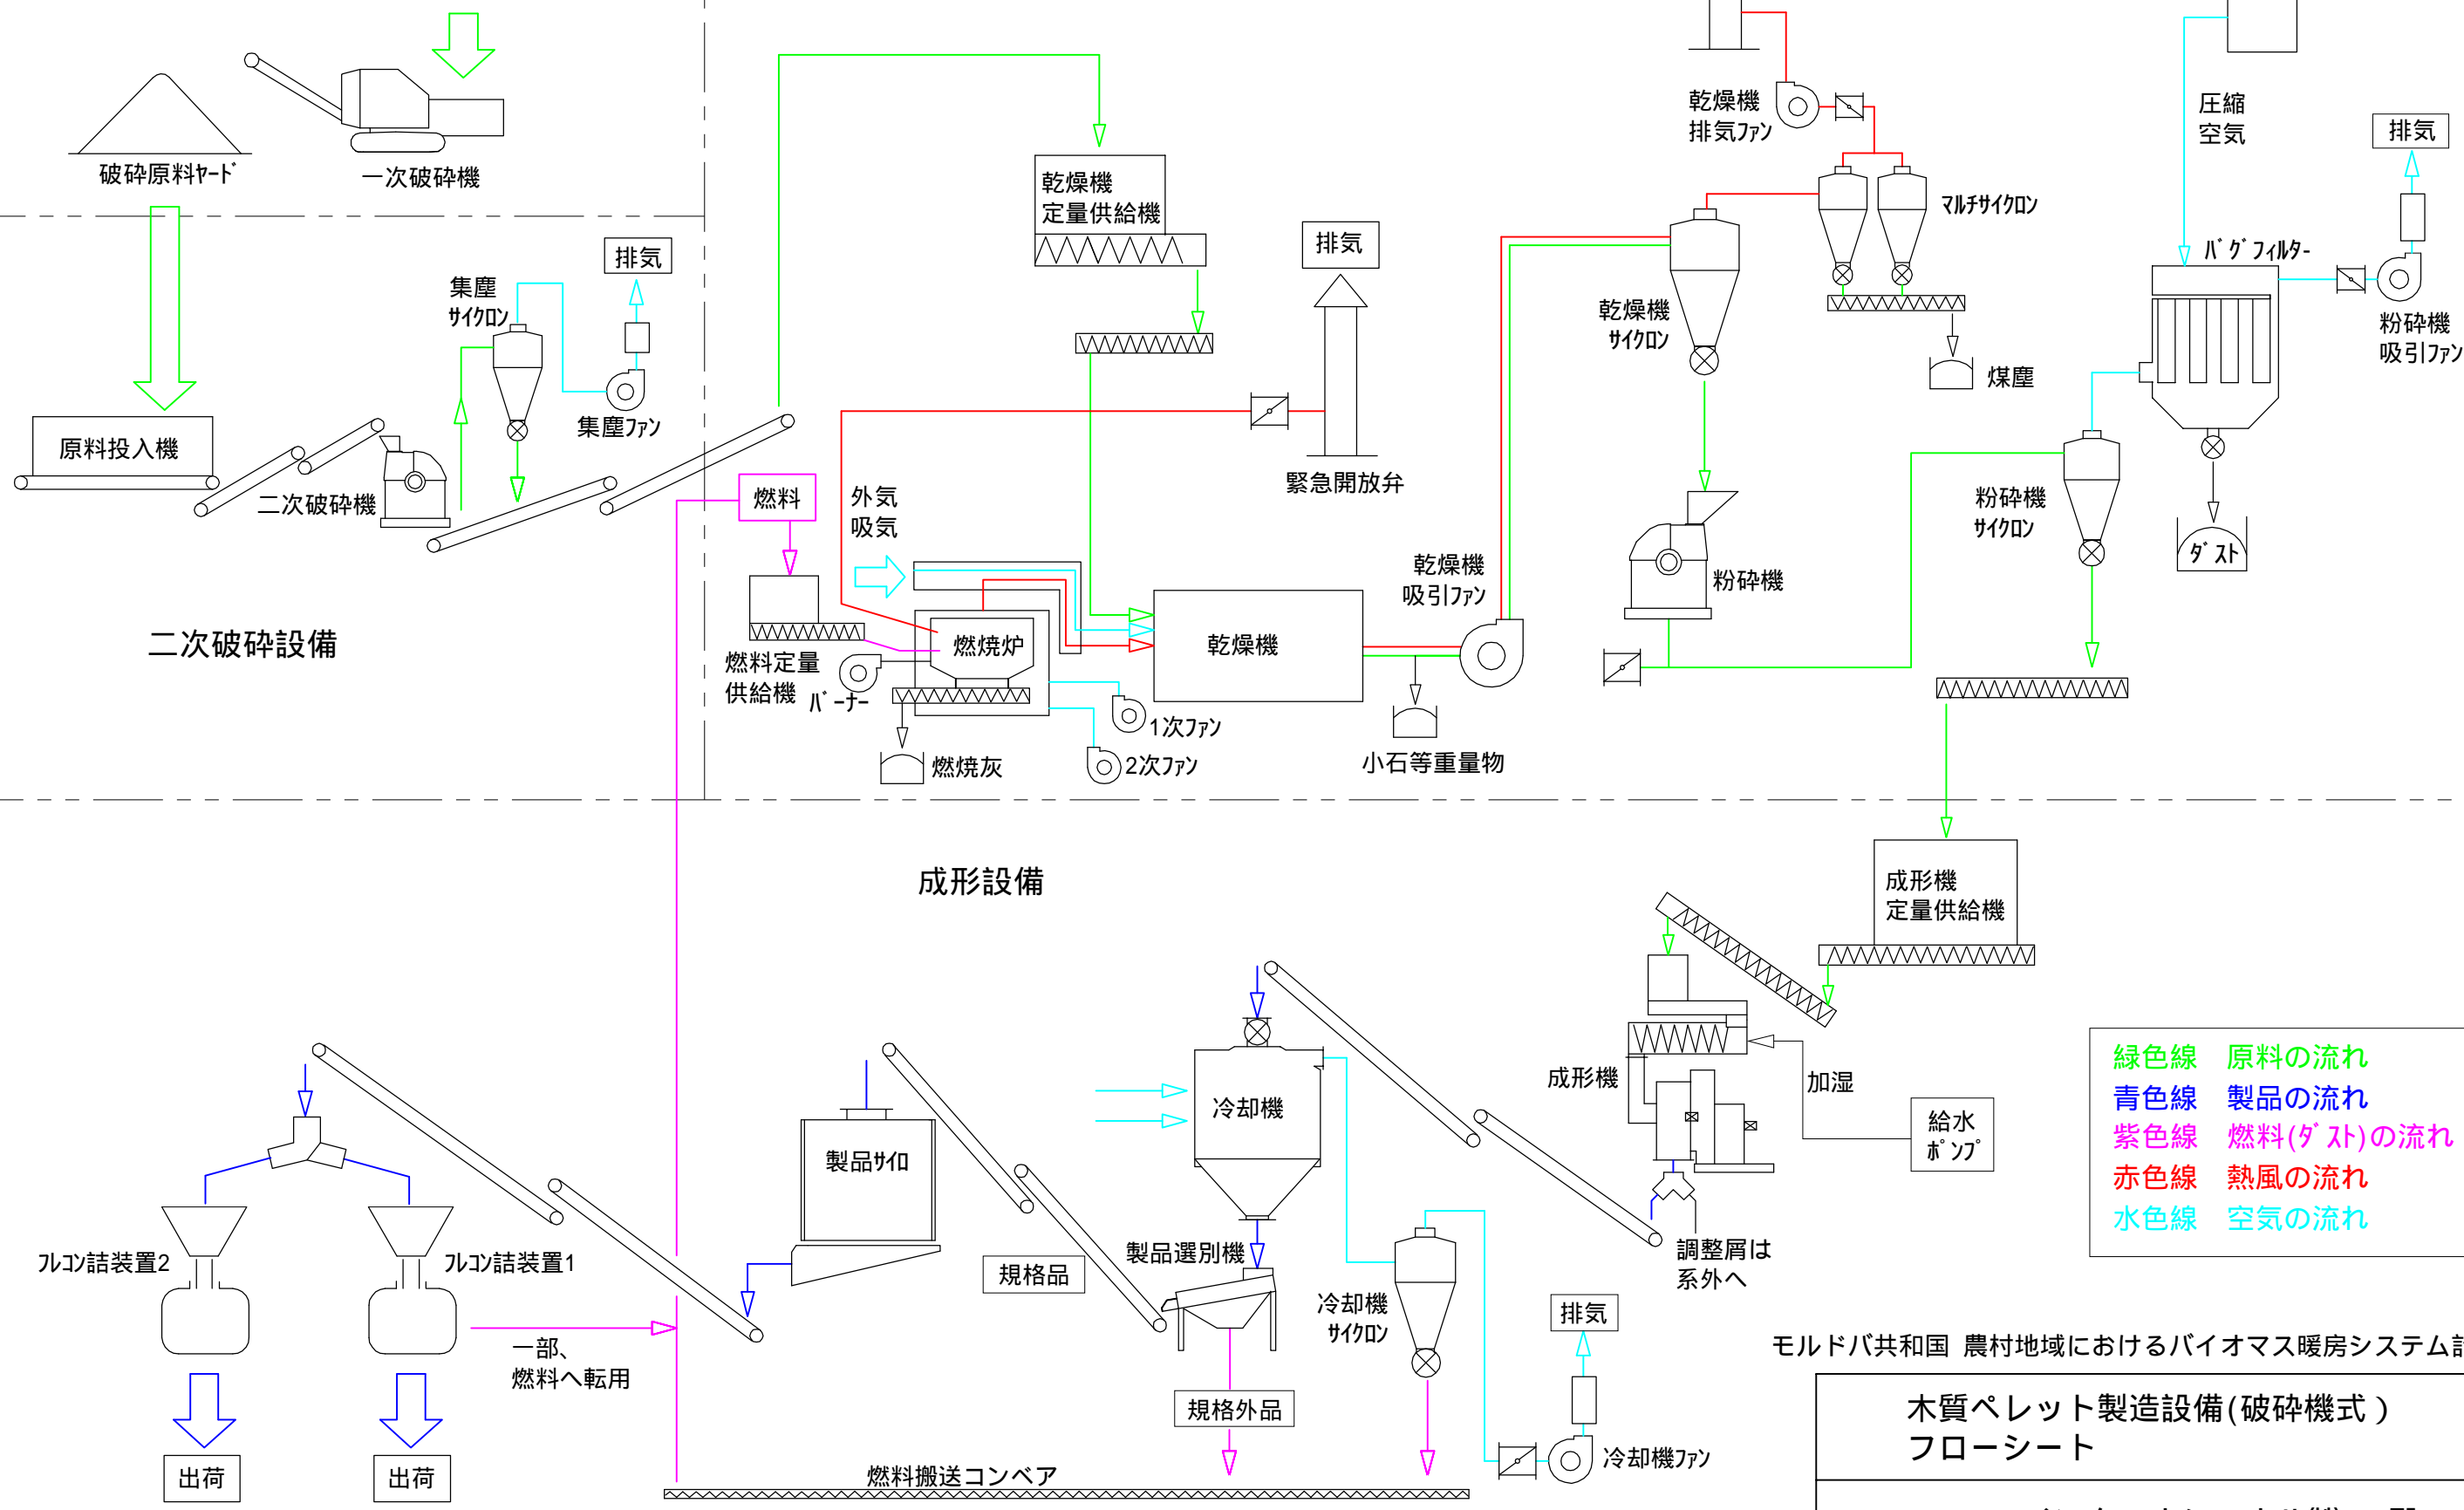 破砕原料ﾔｰﾄﾞ
一次破砕機
乾燥機
排気ﾌｧﾝ
圧縮
空気
排気
乾燥機
定量供給機
ﾏﾙﾁｻｲｸﾛﾝ
排気
集塵
ｻｲｸﾛﾝ
排気
ﾊﾞｸﾞﾌｨﾙﾀｰ
乾燥機
ｻｲｸﾛﾝ
粉砕機
吸引ﾌｧﾝ
煤塵
集塵ﾌｧﾝ
原料投入機
二次破砕機
緊急開放弁
燃料
外気
吸気
粉砕機
ｻｲｸﾛﾝ
ﾀﾞｽﾄ
乾燥機
吸引ﾌｧﾝ
粉砕機
二次破砕設備
燃焼炉
乾燥機
燃料定量
供給機
ﾊﾞｰﾅｰ
1次ﾌｧﾝ
2次ﾌｧﾝ
燃焼灰
小石等重量物
成形設備
成形機
定量供給機
成形機
加湿
給水
ﾎﾟﾝﾌﾟ
緑色線 原料の流れ
青色線 製品の流れ
紫色線 燃料(ﾀﾞｽﾄ)の流れ
赤色線 熱風の流れ
水色線 空気の流れ
冷却機
製品ｻｲﾛ
ﾌﾚｺﾝ詰装置2
ﾌﾚｺﾝ詰装置1
規格品
製品選別機
調整屑は
系外へ
冷却機
ｻｲｸﾛﾝ
排気
一部、
燃料へ転用
規格外品
冷却機ﾌｧﾝ
出荷
出荷
燃料搬送コンベア
モルドバ共和国 農村地域におけるバイオマス暖房システム
木質ペレット製造設備(破砕機式)
フローシート